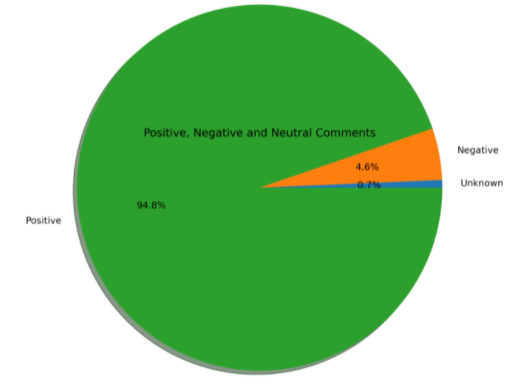 Positive, Negative and Neutral Comments
Negative
4.6%
Unknown
0.7%
94.8%
Positive